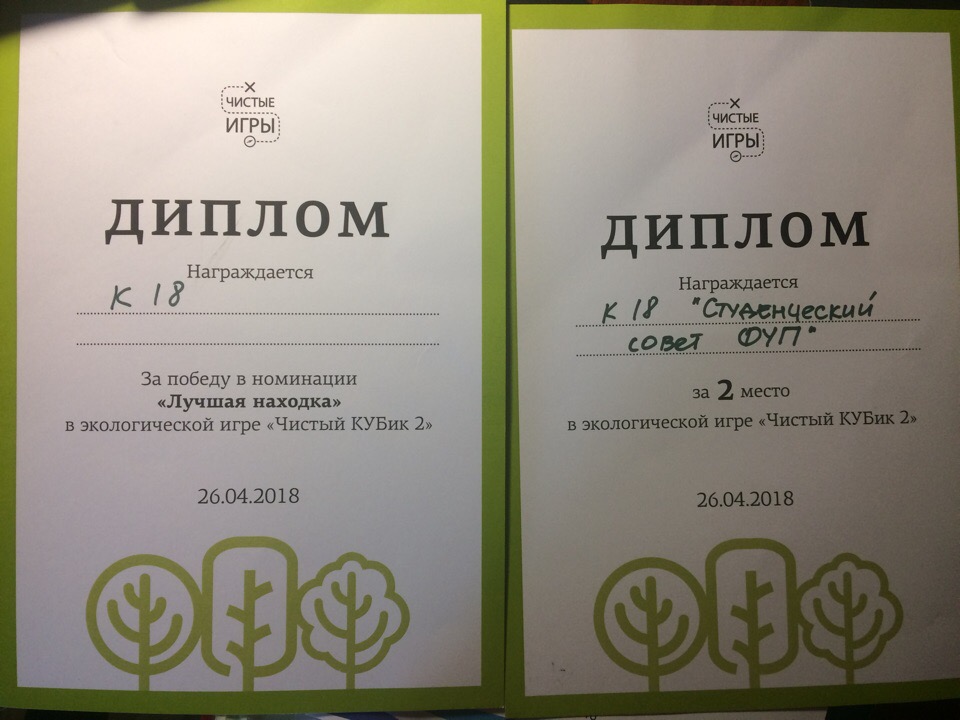 ЧИСТЫЕ
ИГРЫ
ДИПЛОМ
Награждается
К 18
За победу в номинации
«Лучшая находка»
в экологической игре «Чистый КУБик 2»
26.04.2018
ЧИСТЫЕ
ИГРЫ
ДИПЛОМ
Награждается
К 18 "Студенческий
совет ФУП"
за 2 место
в экологической игре «Чистый КУБик 2»
26.04.2018